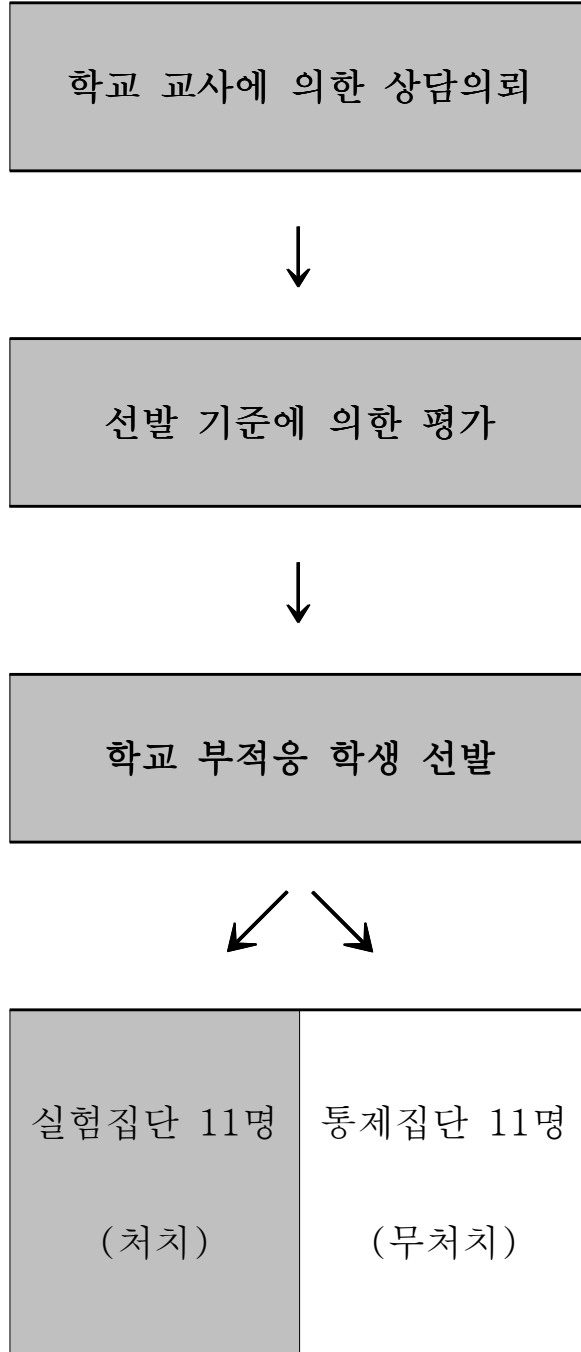 학교 교사에 의한 상담의뢰
↓
선발 기준에 의한 평가
↓
학교 부적응 학생 선발
↙ ↘
실험집단 11명
(처치)
통제집단 11명
(무처치)